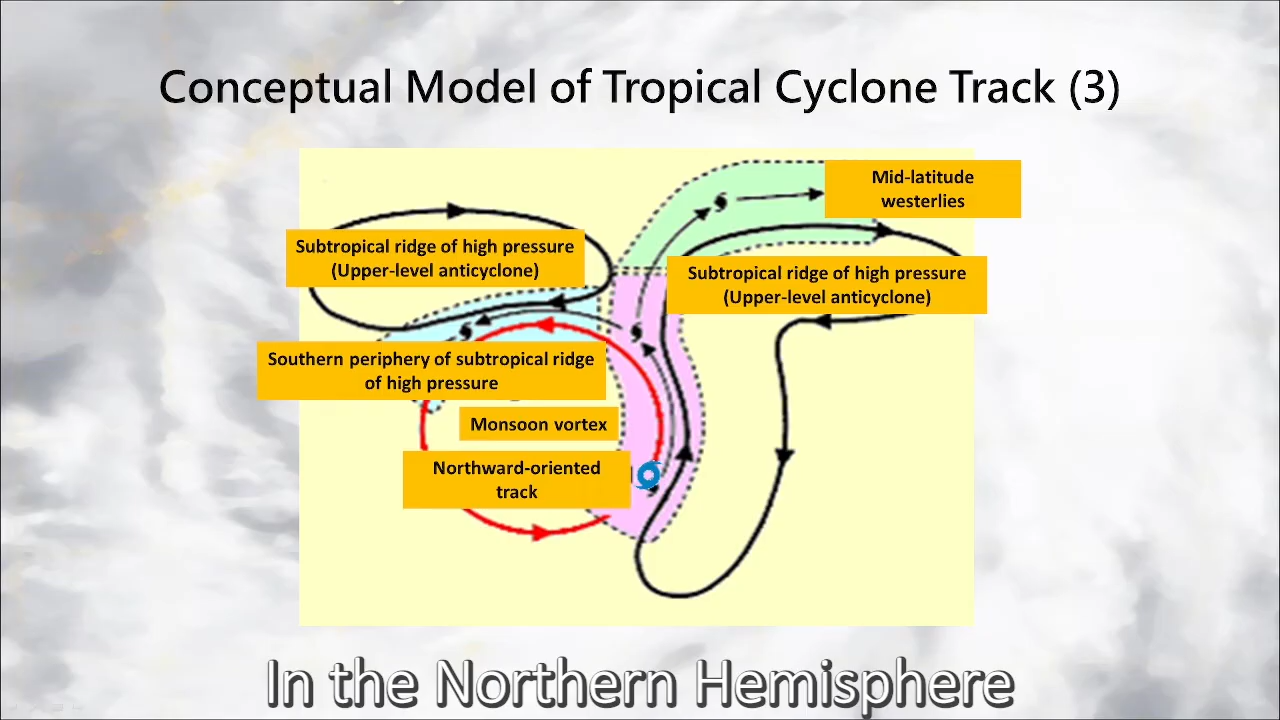 Conceptual Model of Tropical Cyclone Track (3)
Mid-latitude
westerlies
Subtropical ridge of high pressure
(Upper-level anticyclone)
Subtropical ridge of high pressure
(Upper-level anticyclone)
Southern periphery of subtropical ridge
of high pressure
Monsoon vortex
Northward-oriented
track
In the Northern Hemisphere